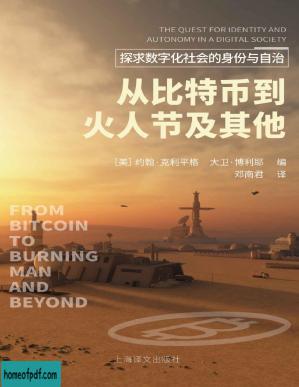 THE QUEST FOR IDENTITY AND
AUTONOMY IN A DIGITAL SOCIETY
探求数字化社会的身份与自治
从比特币到
火人节及其他
[美] 约翰·克利平格 大卫·博利耶 编
邓南君 译
FROM
BITCOIN
TO
BURNING
MAN
AND
BEYOND
上海译文出版社
homeofpdf.com